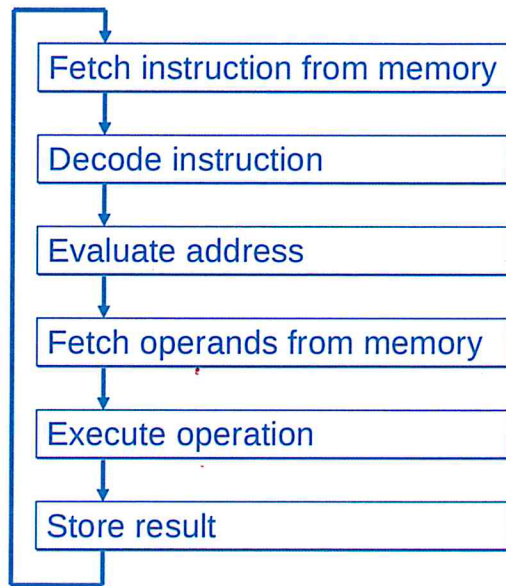 Fetch instruction from memory
Decode instruction
Evaluate address
Fetch operands from memory
Execute operation
Store result